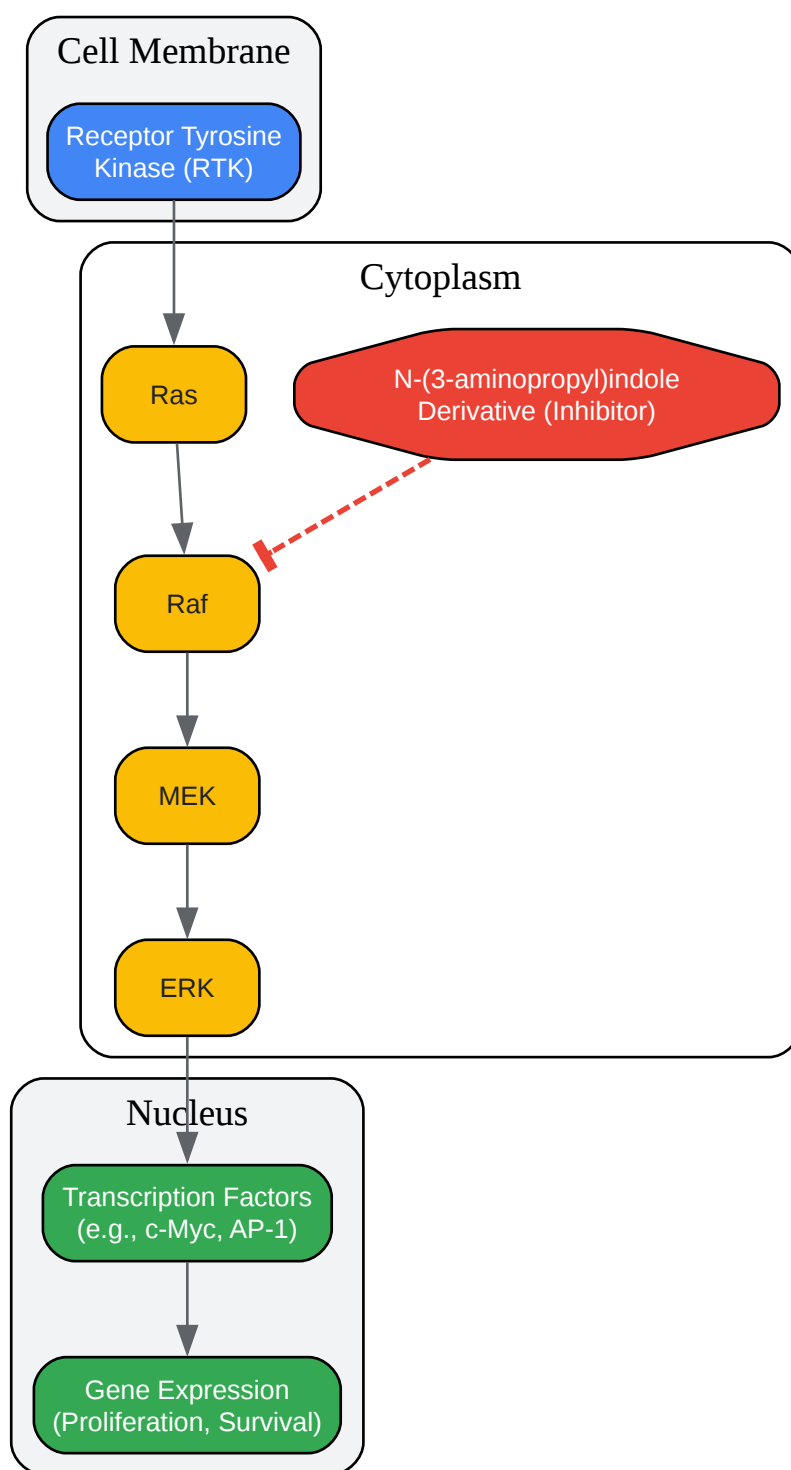 Cell Membrane
Receptor Tyrosine
Kinase (RTK)
Cytoplasm
Ras
N-(3-aminopropyl)indole
Derivative (Inhibitor)
Raf
MEK
ERK
Nucleus
Transcription Factors
(e.g., c-Myc, AP-1)
Gene Expression
(Proliferation, Survival)